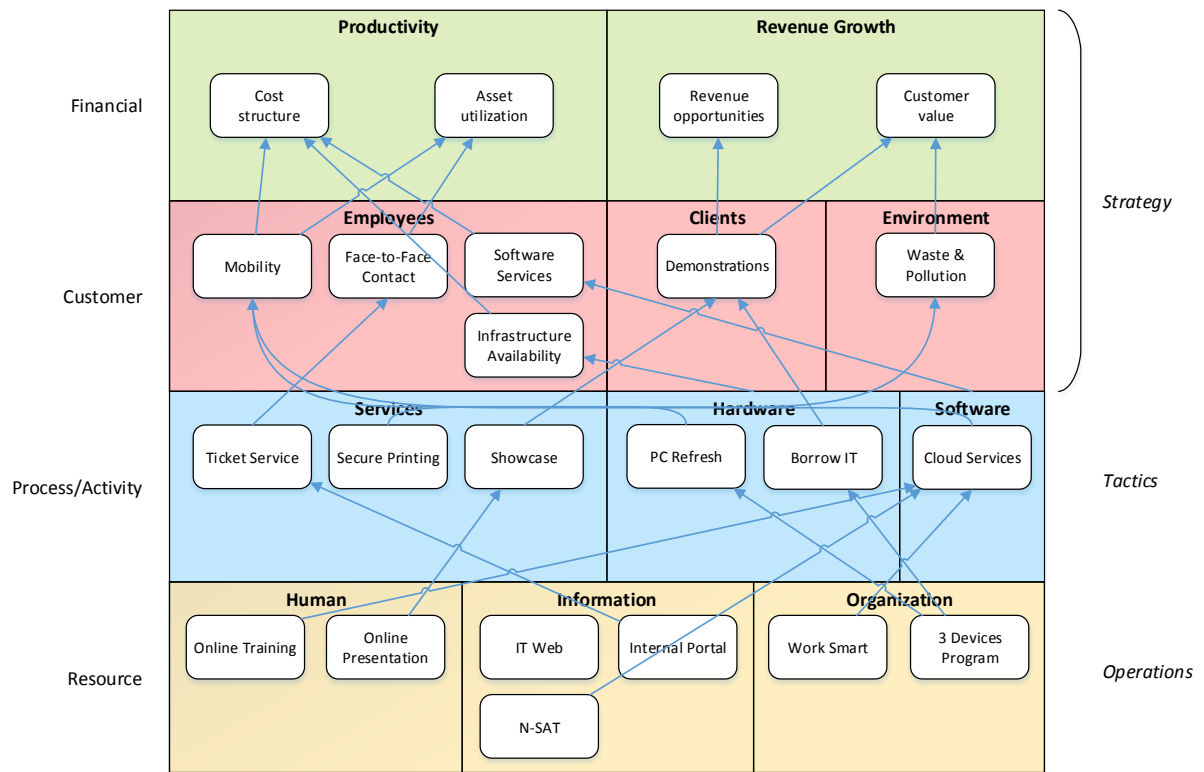 Productivity
Revenue Growth
Financial
Cost
structure
Asset
utilization
Revenue
opportunities
Customer
value
Strategy
Employees
Clients
Environment
Customer
Mobility
Face-to-Face
Contact
Software
Services
Demonstrations
Waste &
Pollution
Infrastructure
Availability
Services
Hardware
Software
Process/Activity
Ticket Service
Secure Printing
Showcase
PC Refresh
Borrow IT
Cloud Services
Tactics
Human
Information
Organization
Resource
Online Training
Online
Presentation
IT Web
Internal Portal
Work Smart
3 Devices
Program
Operations
N-SAT